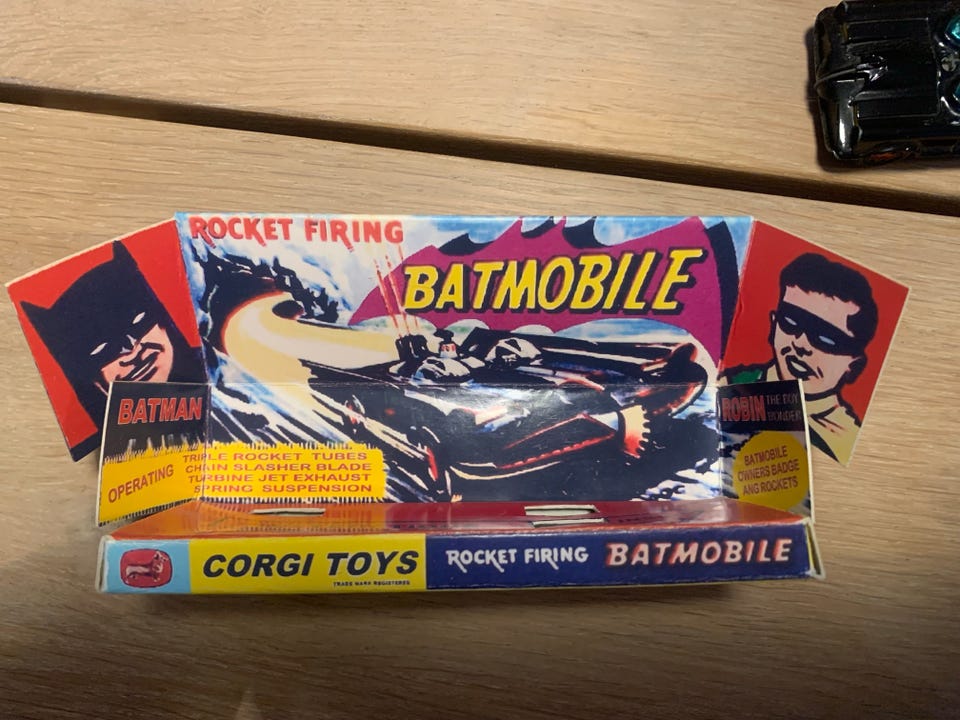 ROCKET FIRING
BATMOBILE
BATMAN
ROBIN THE BOY
WONDER
OPERATING
TRIPLE ROCKET TUBES
CHAIN SLASHER BLADE
TURBINE JET EXHAUST
SPRING SUSPENSION
BATMOBILE
OWNERS BADGE
ANG ROCKETS
CORGI TOYS
TRADE MARK REGISTERED
ROCKET FIRING BATMOBILE